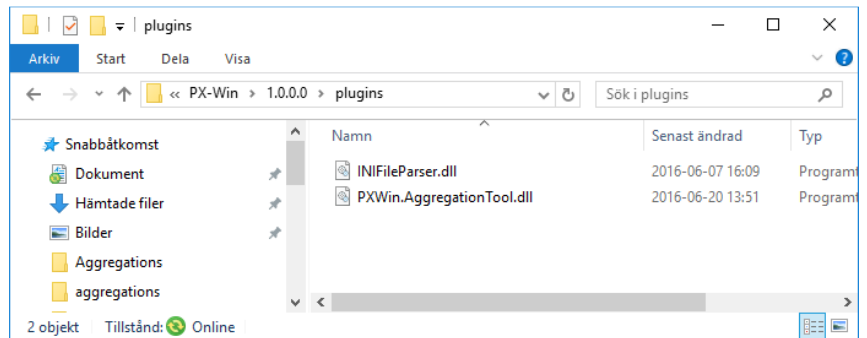 plugins
Arkiv Start Dela Visa
« PX-Win > 1.0.0.0 > plugins Sök i plugins
Snabbåtkomst Namn Senast ändrad Typ
Dokument INIFileParser.dll 2016-06-07 16:09 Programt
Hämtade filer PXWin.AggregationTool.dll 2016-06-20 13:51 Programt
Bilder
Aggregations
aggregations
2 objekt Tillstånd: Online